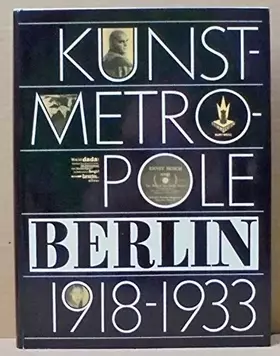 KUNST-
METRO-
POLE
BERLIN
1918-1933